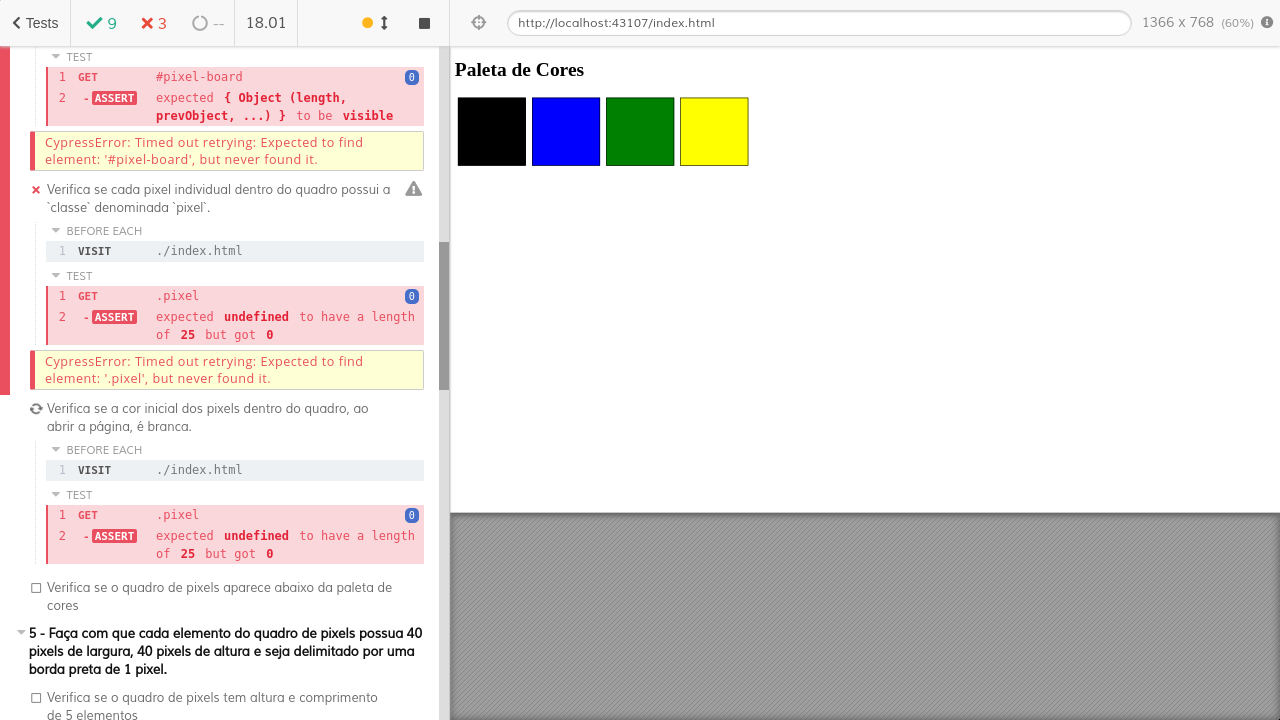 Tests 9 3 -- 18.01
http://localhost:43107/index.html 1366 x 768 (60%)
TEST
1 GET #pixel-board 0
2 - ASSERT expected { Object (length,
prevObject, ...) } to be visible
CypressError: Timed out retrying: Expected to find
element: '#pixel-board', but never found it.
Verifica se cada pixel individual dentro do quadro possui a
`classe` denominada `pixel`.
BEFORE EACH
1 VISIT ./index.html
TEST
1 GET .pixel 0
2 - ASSERT expected undefined to have a length
of 25 but got 0
CypressError: Timed out retrying: Expected to find
element: '.pixel', but never found it.
Verifica se a cor inicial dos pixels dentro do quadro, ao
abrir a página, é branca.
BEFORE EACH
1 VISIT ./index.html
TEST
1 GET .pixel 0
2 - ASSERT expected undefined to have a length
of 25 but got 0
Verifica se o quadro de pixels aparece abaixo da paleta de
cores
5 - Faça com que cada elemento do quadro de pixels possua 40
pixels de largura, 40 pixels de altura e seja delimitado por uma
borda preta de 1 pixel.
Verifica se o quadro de pixels tem altura e comprimento
de 5 elementos
Paleta de Cores